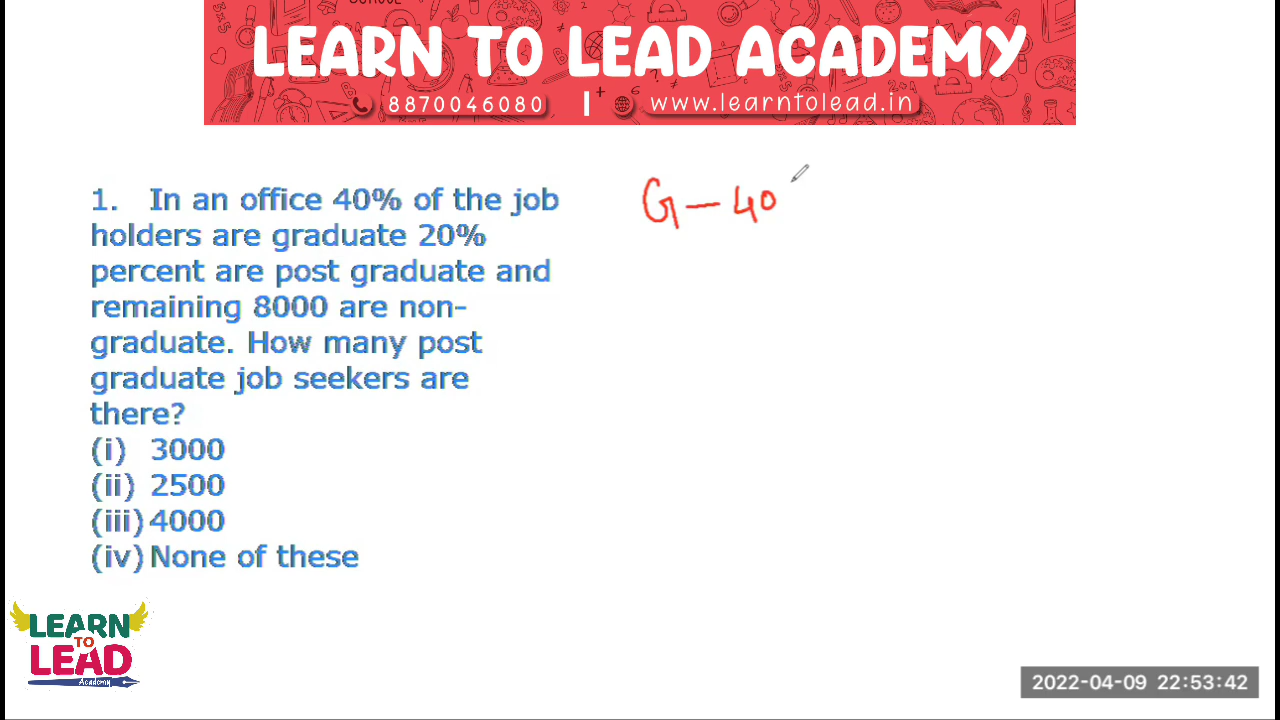 LEARN TO LEAD ACADEMY
8870046080 | www.learntolead.in
1. In an office 40% of the job
holders are graduate 20%
percent are post graduate and
remaining 8000 are non-
graduate. How many post
graduate job seekers are
there?
(i) 3000
(ii) 2500
(iii) 4000
(iv) None of these
G - 40
LEARN
TO
LEAD
Academy
2022-04-09 22:53:42